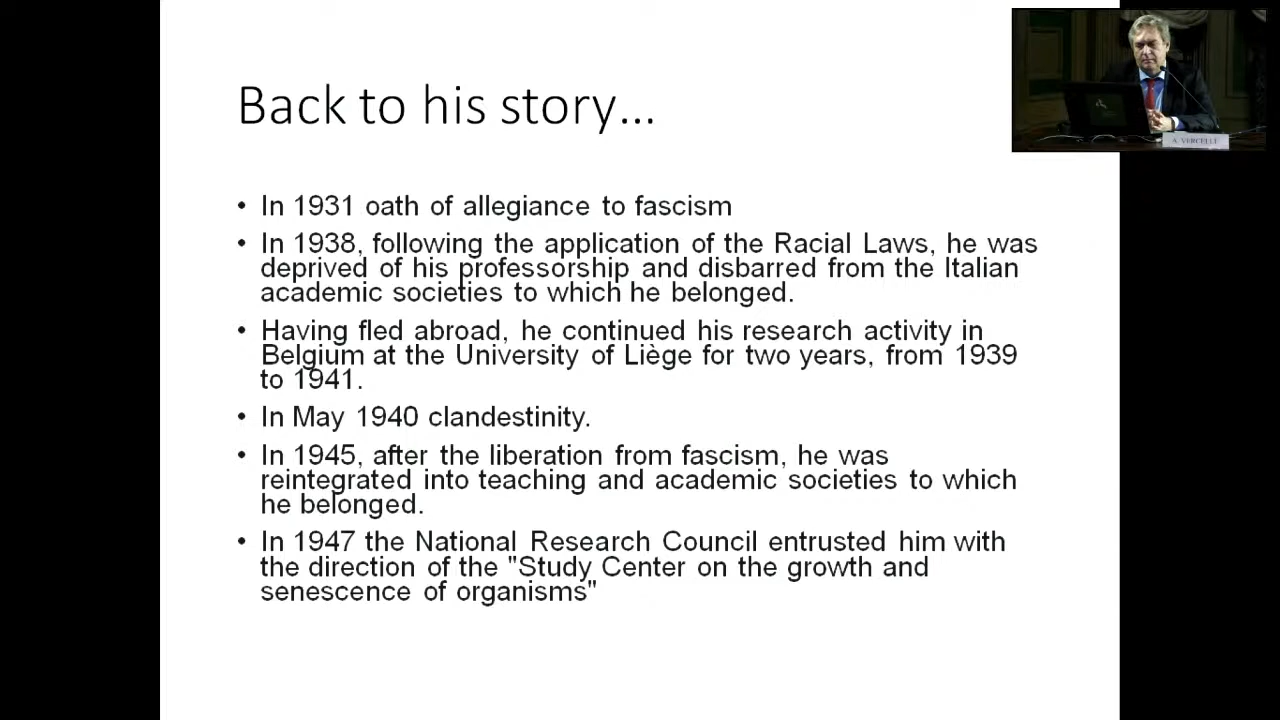 Back to his story...
• In 1931 oath of allegiance to fascism
• In 1938, following the application of the Racial Laws, he was
deprived of his professorship and disbarred from the Italian
academic societies to which he belonged.
• Having fled abroad, he continued his research activity in
Belgium at the University of Liège for two years, from 1939
to 1941.
• In May 1940 clandestinity.
• In 1945, after the liberation from fascism, he was
reintegrated into teaching and academic societies to which
he belonged.
• In 1947 the National Research Council entrusted him with
the direction of the "Study Center on the growth and
senescence of organisms"
A. VERCELLI